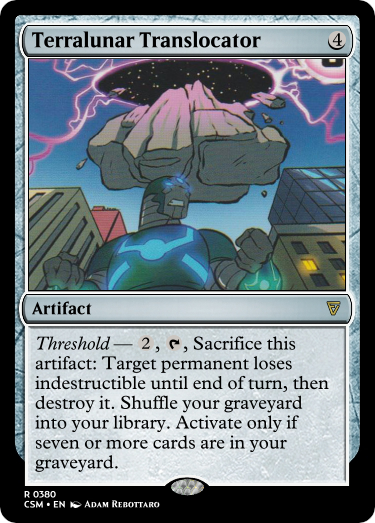 Terralunar Translocator 4
Artifact
Threshold — 2, , Sacrifice this
artifact: Target permanent loses
indestructible until end of turn, then
destroy it. Shuffle your graveyard
into your library. Activate only if
seven or more cards are in your
graveyard.
R 0380
CSM • EN Adam Rebottaro